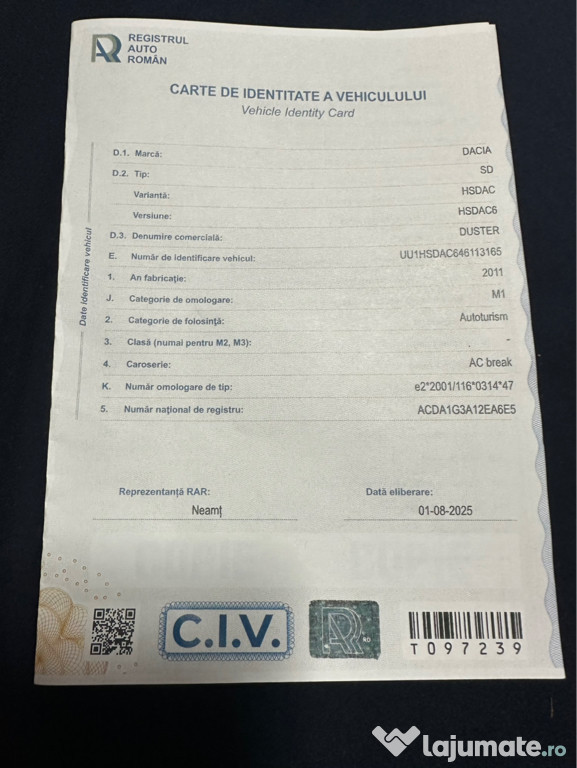 REGISTRUL
AUTO
ROMÂN
CARTE DE IDENTITATE A VEHICULULUI
Vehicle Identity Card
Date identificare vehicul
D.1. Marcă: DACIA
D.2. Tip: SD
Variantă: HSDAC
Versiune: HSDAC6
D.3. Denumire comercială: DUSTER
E. Număr de identificare vehicul: UU1HSDAC646113165
1. An fabricație: 2011
J. Categorie de omologare: M1
2. Categorie de folosință: Autoturism
3. Clasă (numai pentru M2, M3): -
4. Caroserie: AC break
K. Număr omologare de tip: e2*2001/116*0314*47
5. Număr național de registru: ACDA1G3A12EA6E5
Reprezentanță RAR: Data eliberare:
Neamț 01-08-2025
C.I.V.
T097239
lajumate.ro